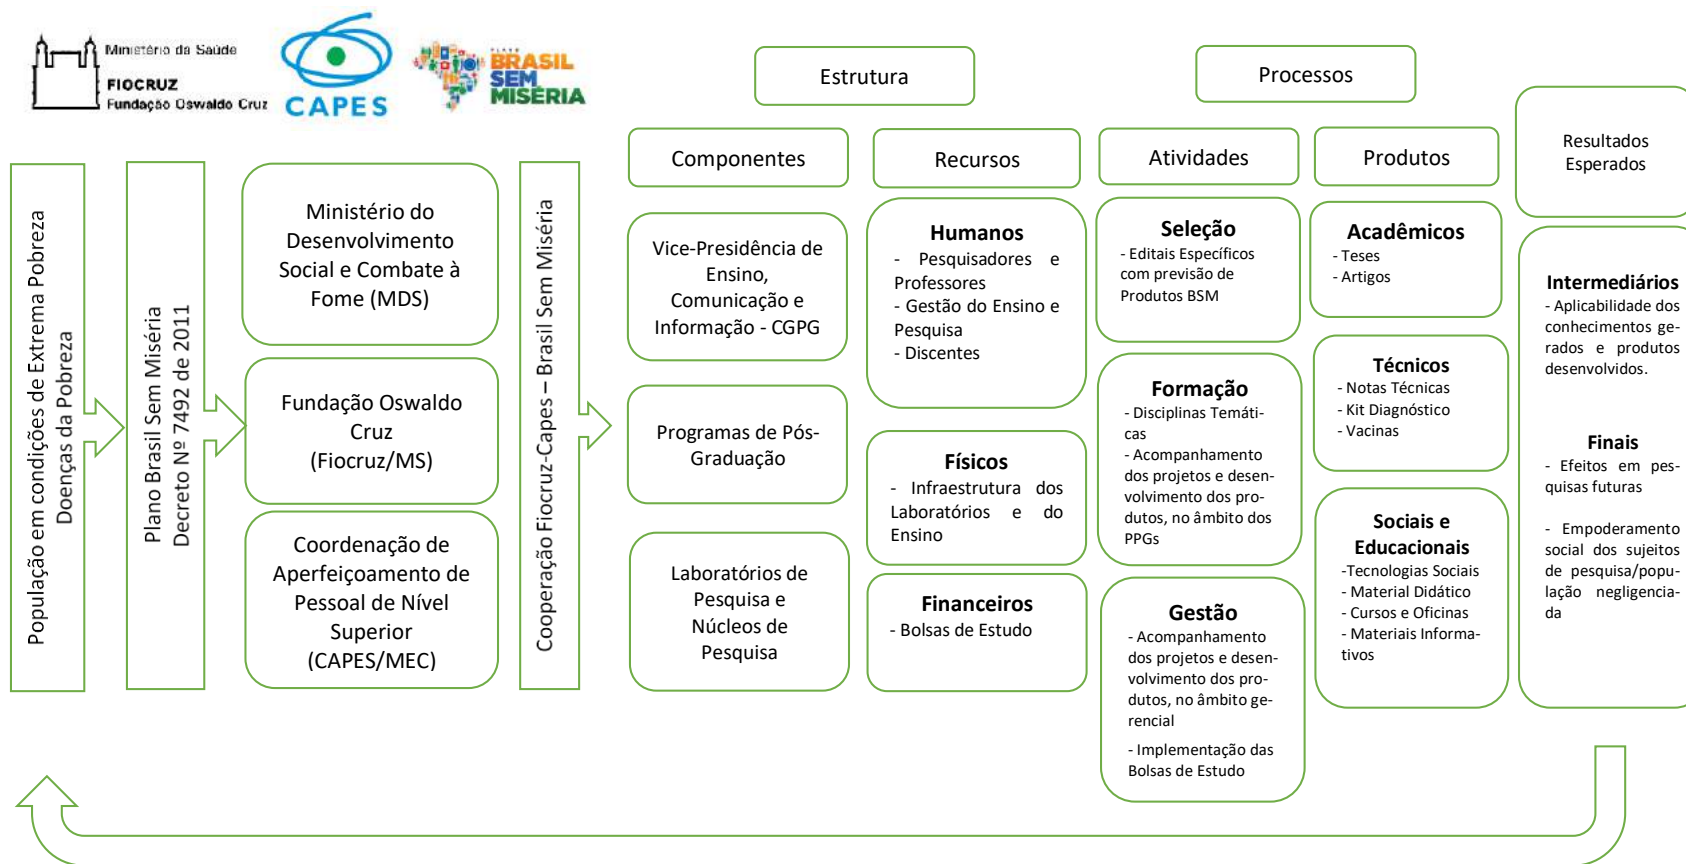 Ministério da Saúde
FIOCRUZ
Fundação Oswaldo Cruz
CAPES
PLANO
BRASIL
SEM
MISÉRIA
Estrutura
Processos
Componentes
Recursos
Atividades
Produtos
Resultados
Esperados
População em condições de Extrema Pobreza
Doenças da Pobreza
Plano Brasil Sem Miséria
Decreto Nº 7492 de 2011
Ministério do
Desenvolvimento
Social e Combate à
Fome (MDS)
Fundação Oswaldo
Cruz
(Fiocruz/MS)
Coordenação de
Aperfeiçoamento de
Pessoal de Nível
Superior
(CAPES/MEC)
Cooperação Fiocruz-Capes – Brasil Sem Miséria
Vice-Presidência de
Ensino,
Comunicação e
Informação - CGPG
Programas de Pós-
Graduação
Laboratórios de
Pesquisa e
Núcleos de
Pesquisa
Humanos
- Pesquisadores e
Professores
- Gestão do Ensino e
Pesquisa
- Discentes
Físicos
- Infraestrutura dos
Laboratórios e do
Ensino
Financeiros
- Bolsas de Estudo
Seleção
- Editais Específicos
com previsão de
Produtos BSM
Formação
- Disciplinas Temáti-
cas
- Acompanhamento
dos projetos e desen-
volvimento dos pro-
dutos, no âmbito dos
PPGs
Gestão
- Acompanhamento
dos projetos e desen-
volvimento dos pro-
dutos, no âmbito ge-
rencial
- Implementação das
Bolsas de Estudo
Acadêmicos
- Teses
- Artigos
Técnicos
- Notas Técnicas
- Kit Diagnóstico
- Vacinas
Sociais e
Educacionais
-Tecnologias Sociais
- Material Didático
- Cursos e Oficinas
- Materiais Informa-
tivos
Intermediários
- Aplicabilidade dos
conhecimentos ge-
rados e produtos
desenvolvidos.
Finais
- Efeitos em pes-
quisas futuras
- Empoderamento
social dos sujeitos
de pesquisa/popu-
lação negligencia-
da